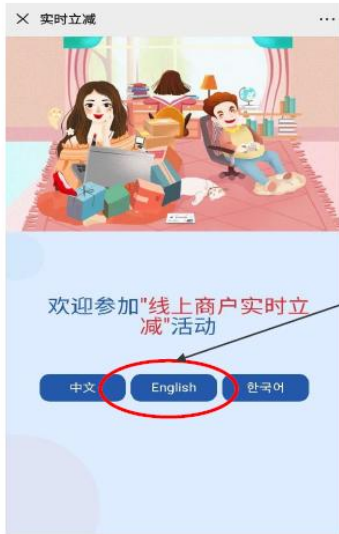 实时立减
欢迎参加"线上商户实时立
减"活动
中文
English
한국어